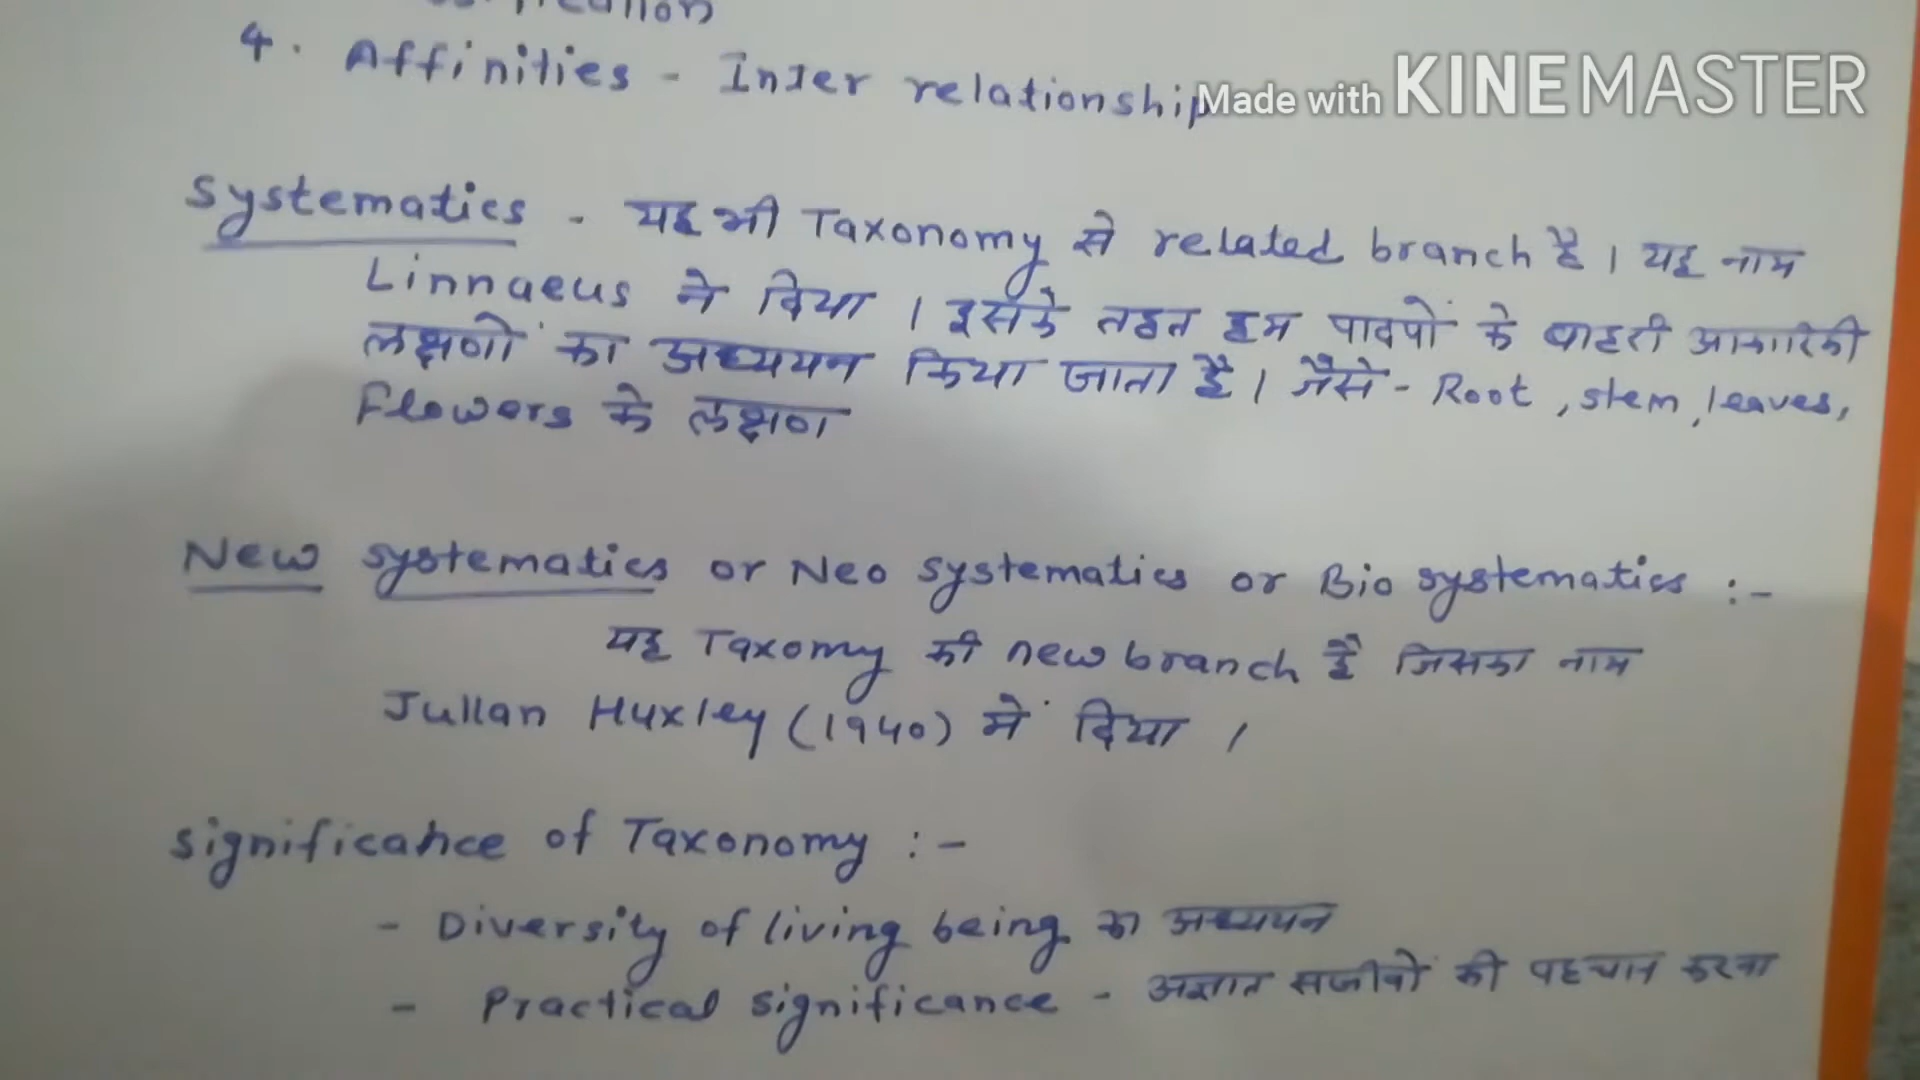 4. Affinities - Inter relationship
Made with KINEMASTER
Systematics - यह भी Taxonomy से related branch है । यह नाम
Linnaeus ने दिया । इसके तहत हम पादपों के बाहरी आकारिकी
लक्षणों का अध्ययन किया जाता है । जैसे - Root, stem, leaves,
Flowers के लक्षण
New systematics or Neo systematics or Bio systematics :-
यह Taxomy की new branch है जिसका नाम
Julian Huxley (1940) में दिया ।
Significance of Taxonomy :-
- Diversity of living being का अध्ययन
- Practical significance - अज्ञात सजीवों की पहचान करना